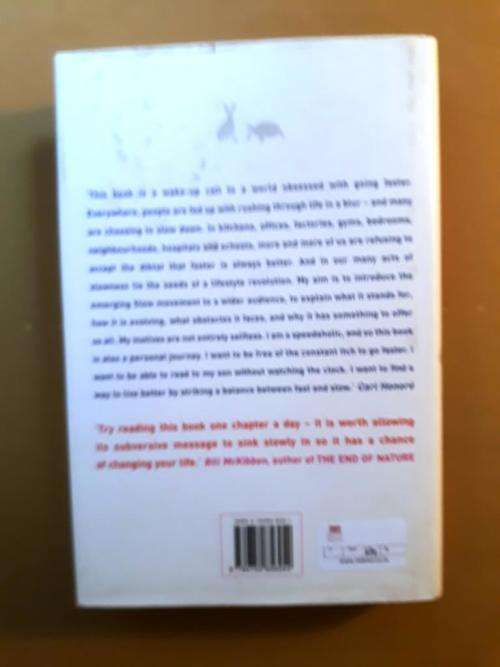 'This book is a wake-up call to a world obsessed with going faster.
Everywhere, people are fed up with rushing through life in a blur – and many
are choosing to slow down. In kitchens, offices, factories, gyms, bedrooms,
neighbourhoods, hospitals and schools, more and more of us are refusing to
accept the diktat that faster is always better. And in our many acts of
slowness lie the seeds of a lifestyle revolution. My aim is to introduce the
emerging Slow movement to a wider audience, to explain what it stands for,
how it is evolving, what obstacles it faces, and why it has something to offer
us all. My motives are not entirely selfless. I am a speedaholic, and so this book
is also a personal journey. I want to be free of the constant itch to go faster. I
want to be able to read to my son without watching the clock. I want to find a
way to live better by striking a balance between fast and slow.' Carl Honoré
'Try reading this book one chapter a day – it is worth allowing
its subversive message to sink slowly in so it has a chance
of changing your life.' Bill McKibben, author of THE END OF NATURE